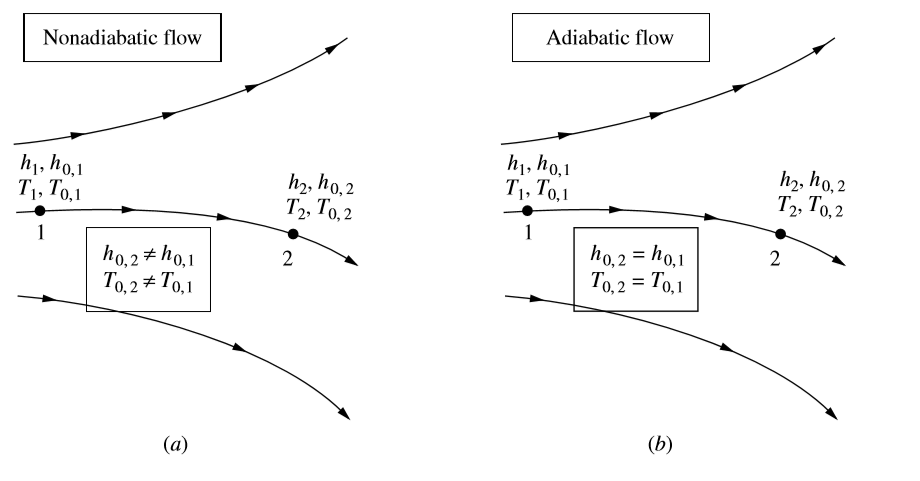 Nonadiabatic flow
h₁, h₀,₁
T₁, T₀,₁
1
h₂, h₀,₂
T₂, T₀,₂
2
h₀,₂ ≠ h₀,₁
T₀,₂ ≠ T₀,₁
(a)
Adiabatic flow
h₁, h₀,₁
T₁, T₀,₁
1
h₂, h₀,₂
T₂, T₀,₂
2
h₀,₂ = h₀,₁
T₀,₂ = T₀,₁
(b)